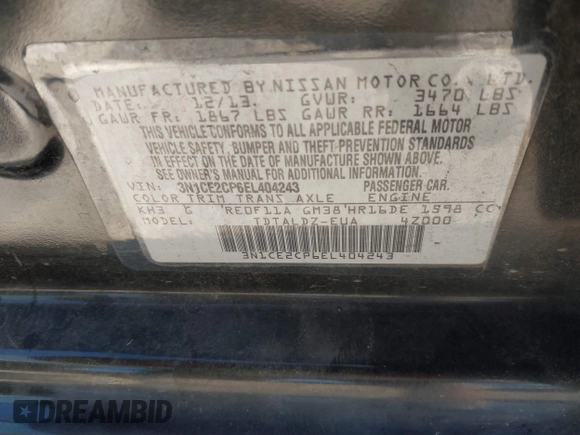 MANUFACTURED BY NISSAN MOTOR CO., LTD.
DATE: 12/13. GVWR: 3470 LBS
GAWR FR: 1867 LBS GAWR RR: 1664 LBS
THIS VEHICLE CONFORMS TO ALL APPLICABLE FEDERAL MOTOR
VEHICLE SAFETY, BUMPER, AND THEFT PREVENTION STANDARDS
IN EFFECT ON THE DATE OF MANUFACTURE SHOWN ABOVE.
SEE OWNER'S MANUAL FOR ADDITIONAL INFORMATION.
VIN: 3N1CE2CP6EL404243 PASSENGER CAR.
COLOR TRIM TRANS AXLE ENGINE
KH3 G RE0F11A GM38 HR16DE 1598 CC
MODEL: TDTALDZ-EUA 4Z000
3N1CE2CP6EL404243
DREAMBID